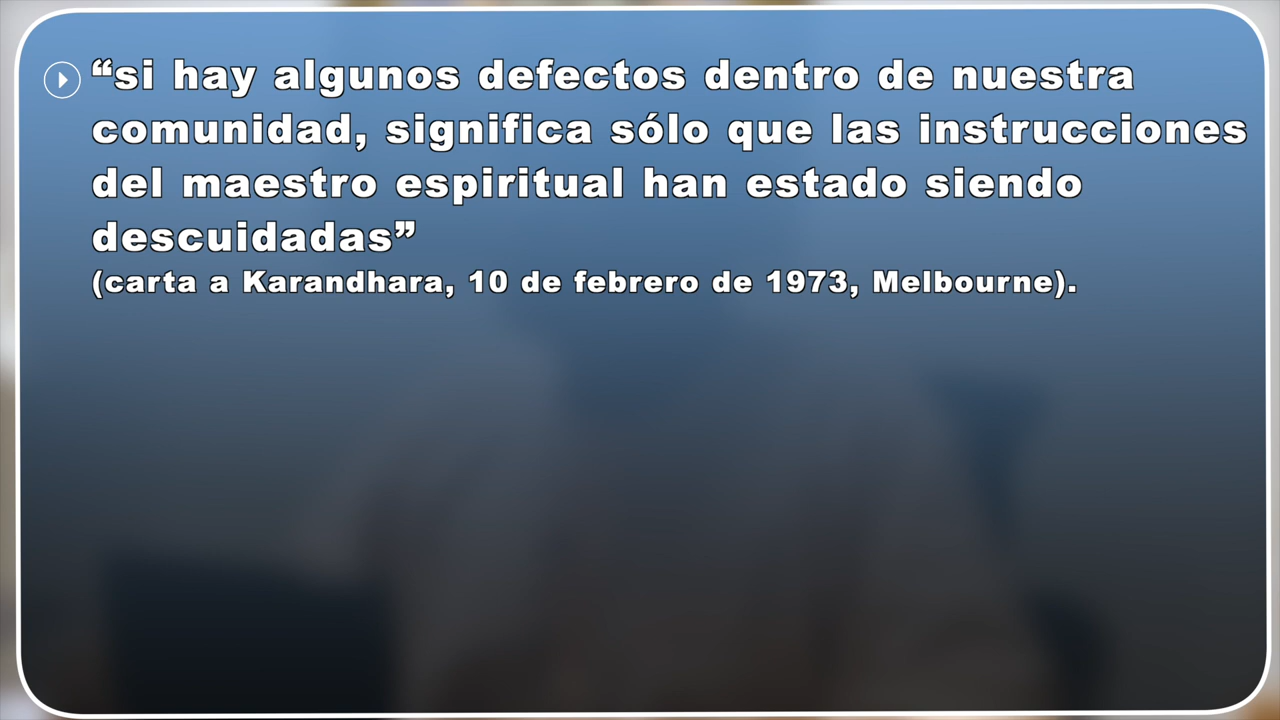 “si hay algunos defectos dentro de nuestra
comunidad, significa sólo que las instrucciones
del maestro espiritual han estado siendo
descuidadas”
(carta a Karandhara, 10 de febrero de 1973, Melbourne).